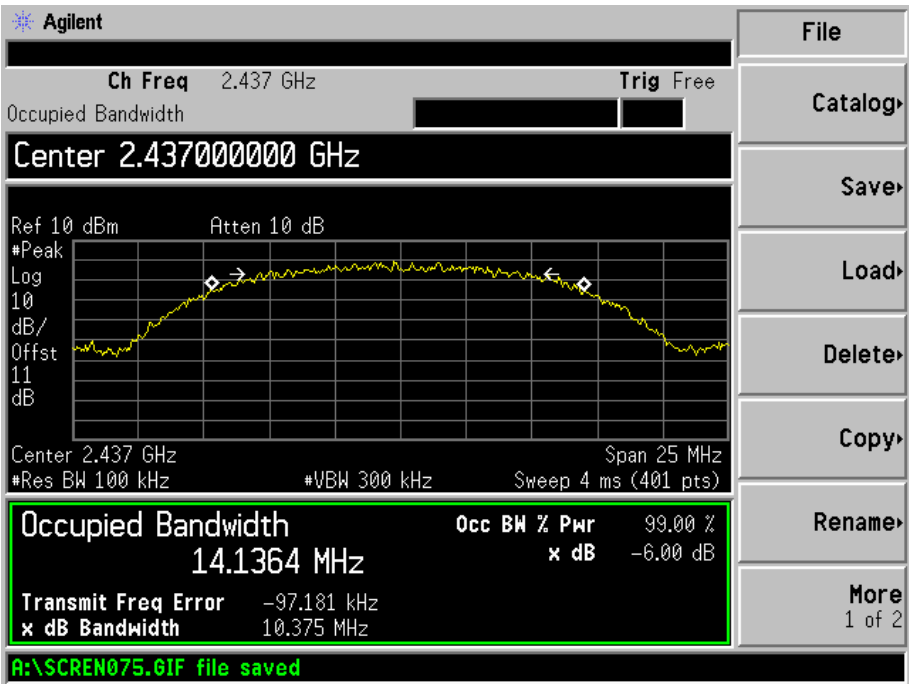 Agilent
Ch Freq 2.437 GHz Trig Free
Occupied Bandwidth
Center 2.437000000 GHz
Ref 10 dBm Atten 10 dB
#Peak
Log
10
dB/
Offst
11
dB
Center 2.437 GHz Span 25 MHz
#Res BW 100 kHz #VBW 300 kHz Sweep 4 ms (401 pts)
Occupied Bandwidth Occ BW % Pwr 99.00 %
14.1364 MHz x dB -6.00 dB
Transmit Freq Error -97.181 kHz
x dB Bandwidth 10.375 MHz
A:\SCREN075.GIF file saved
File
Catalog
Save
Load
Delete
Copy
Rename
More
1 of 2